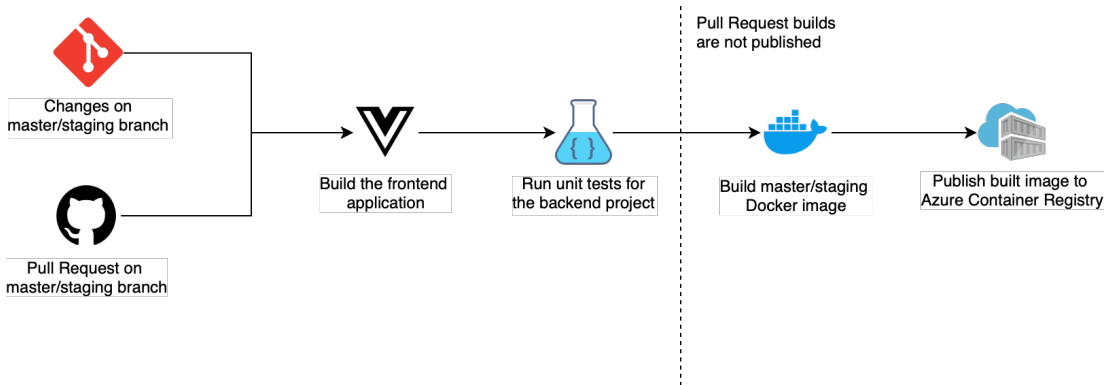 Changes on
master/staging branch
Pull Request on
master/staging branch
Build the frontend
application
{ }
Run unit tests for
the backend project
Pull Request builds
are not published
Build master/staging
Docker image
Publish built image to
Azure Container Registry